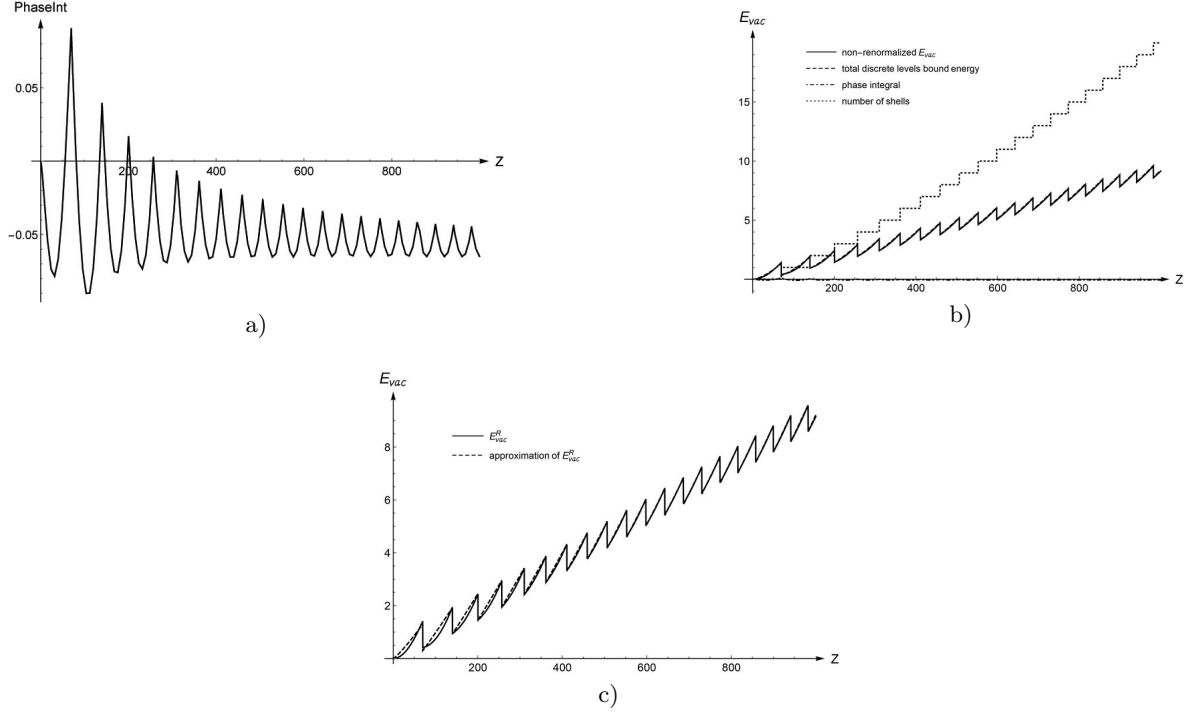 PhaseInt
0.05
-0.05
200
400
600
800
Z
a)
E_vac
non-renormalized E_vac
total discrete levels bound energy
phase integral
number of shells
15
10
5
200
400
600
800
Z
b)
E_vac
E^R_vac
approximation of E^R_vac
8
6
4
2
200
400
600
800
Z
c)